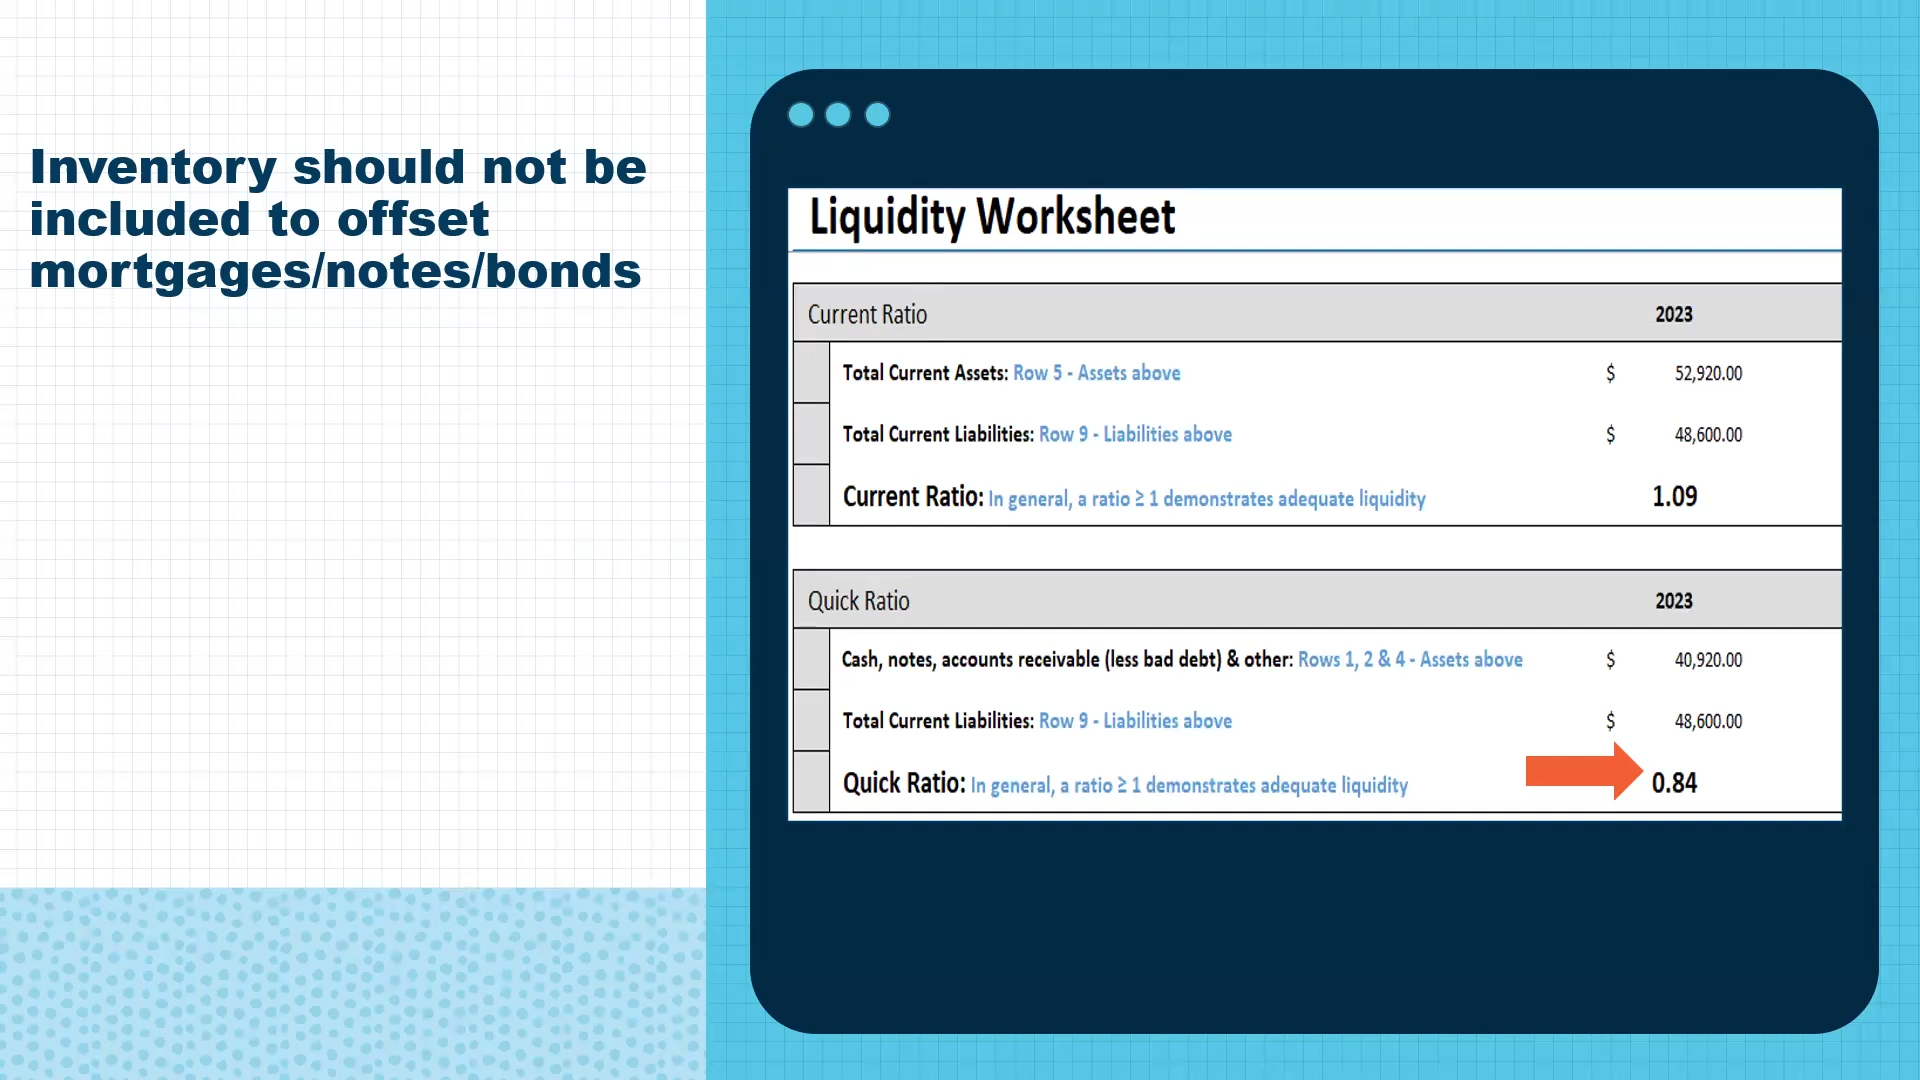 Inventory should not be
included to offset
mortgages/notes/bonds
Liquidity Worksheet
Current Ratio 2023
Total Current Assets: Row 5 - Assets above $ 52,920.00
Total Current Liabilities: Row 9 - Liabilities above $ 48,600.00
Current Ratio: In general, a ratio ≥ 1 demonstrates adequate liquidity 1.09
Quick Ratio 2023
Cash, notes, accounts receivable (less bad debt) & other: Rows 1, 2 & 4 - Assets above $ 40,920.00
Total Current Liabilities: Row 9 - Liabilities above $ 48,600.00
Quick Ratio: In general, a ratio ≥ 1 demonstrates adequate liquidity 0.84